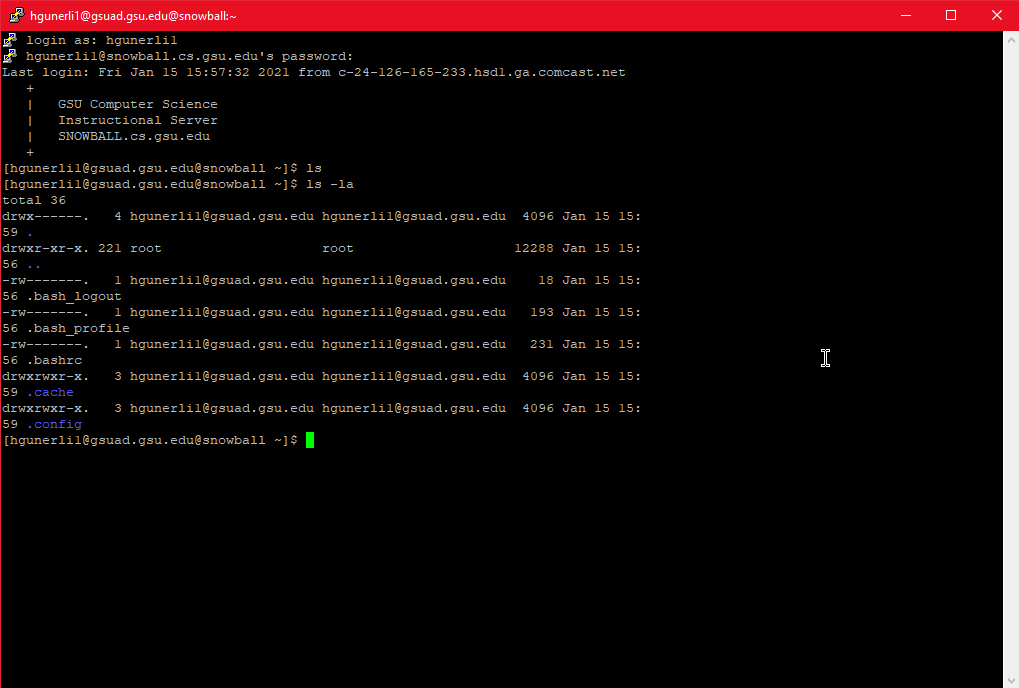 hgunerli1@gsuad.gsu.edu@snowball:~
login as: hgunerli1
hgunerli1@snowball.cs.gsu.edu's password:
Last login: Fri Jan 15 15:57:32 2021 from c-24-126-165-233.hsd1.ga.comcast.net
+
|   GSU Computer Science
|   Instructional Server
|   SNOWBALL.cs.gsu.edu
+
[hgunerli1@gsuad.gsu.edu@snowball ~]$ ls
[hgunerli1@gsuad.gsu.edu@snowball ~]$ ls -la
total 36
drwx------.   4 hgunerli1@gsuad.gsu.edu hgunerli1@gsuad.gsu.edu  4096 Jan 15 15:
59 .
drwxr-xr-x. 221 root                    root                    12288 Jan 15 15:
56 ..
-rw-------.   1 hgunerli1@gsuad.gsu.edu hgunerli1@gsuad.gsu.edu    18 Jan 15 15:
56 .bash_logout
-rw-------.   1 hgunerli1@gsuad.gsu.edu hgunerli1@gsuad.gsu.edu   193 Jan 15 15:
56 .bash_profile
-rw-------.   1 hgunerli1@gsuad.gsu.edu hgunerli1@gsuad.gsu.edu   231 Jan 15 15:
56 .bashrc
drwxrwxr-x.   3 hgunerli1@gsuad.gsu.edu hgunerli1@gsuad.gsu.edu  4096 Jan 15 15:
59 .cache
drwxrwxr-x.   3 hgunerli1@gsuad.gsu.edu hgunerli1@gsuad.gsu.edu  4096 Jan 15 15:
59 .config
[hgunerli1@gsuad.gsu.edu@snowball ~]$